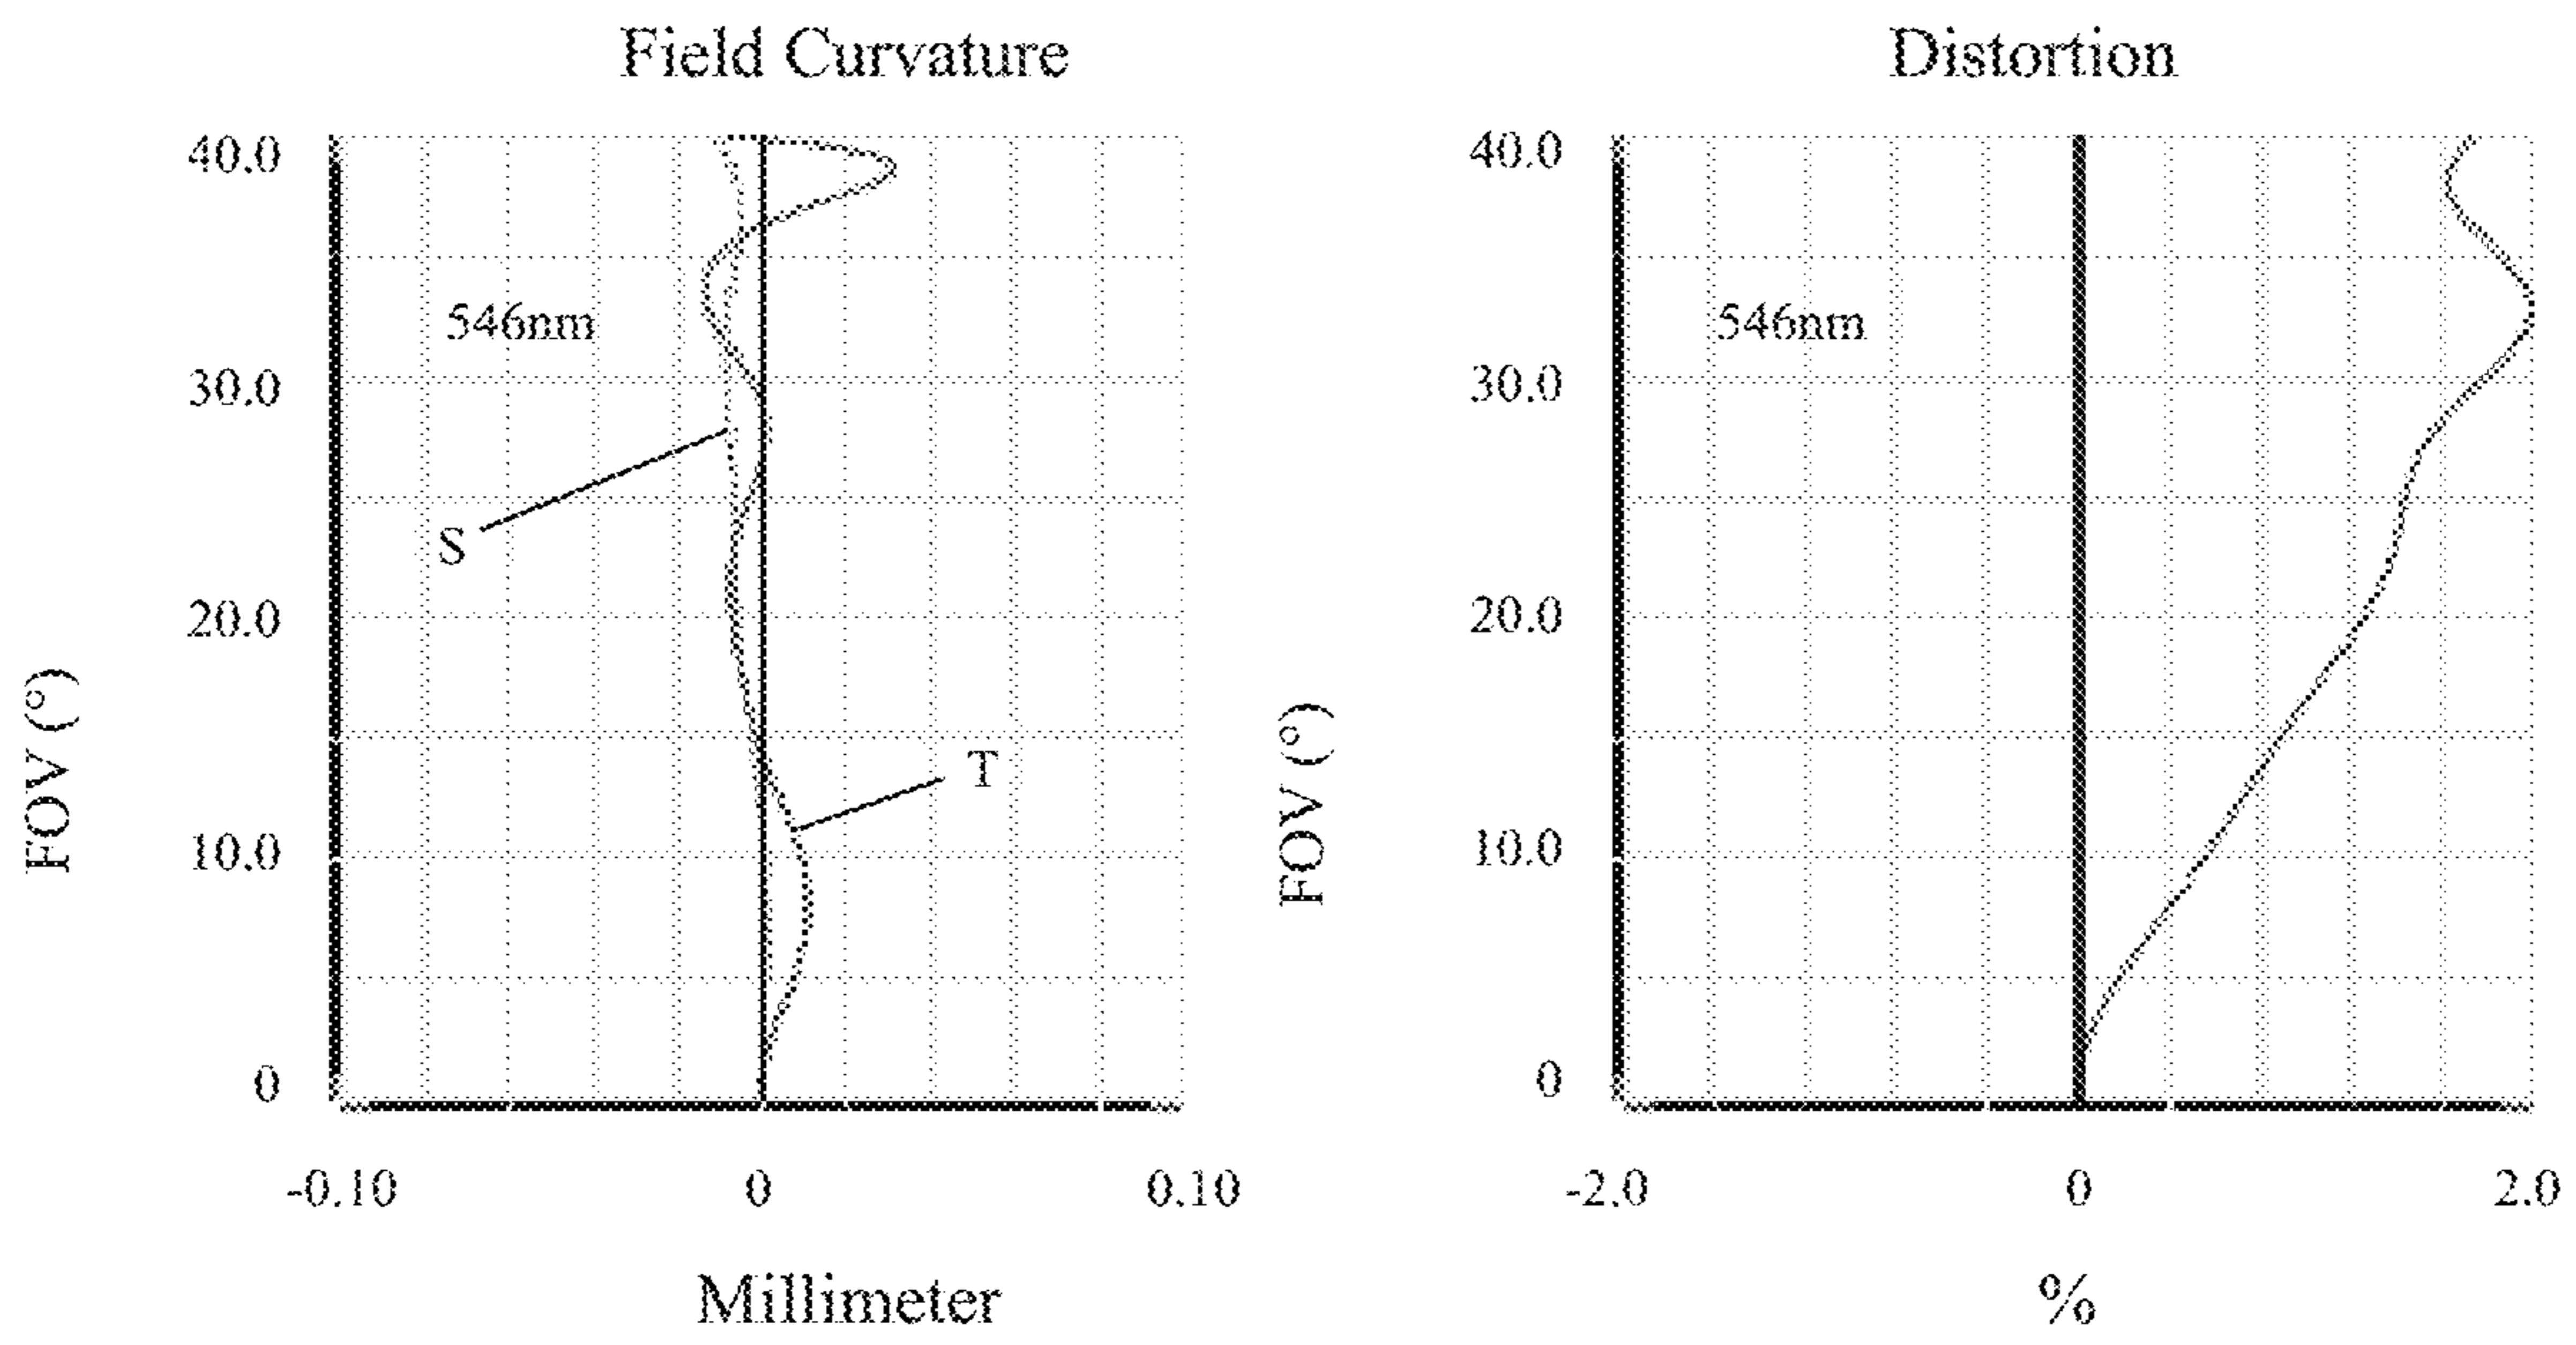 Field Curvature
40.0
30.0
20.0
10.0
0
FOV (°)
546nm
S
T
-0.10 0 0.10
Millimeter
Distortion
40.0
30.0
20.0
10.0
0
FOV (°)
546nm
-2.0 0 2.0
%